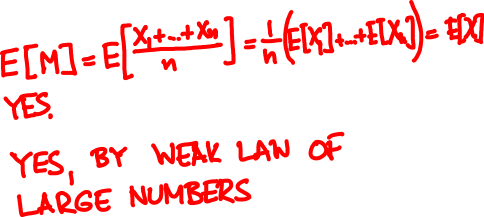 E[M] = E[(X₁+...+Xₙ)/n] = 1/n (E[X₁]+...+E[Xₙ]) = E[X]
YES.
YES, BY WEAK LAW OF
LARGE NUMBERS